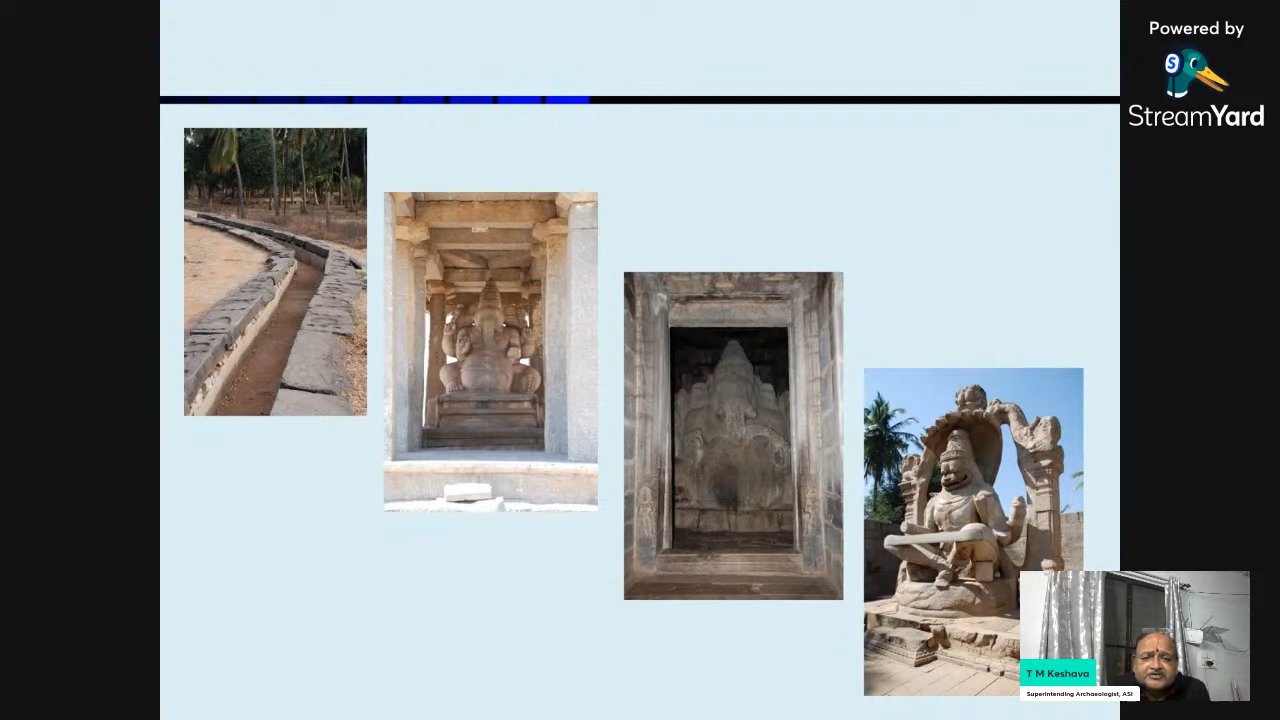 Powered by
StreamYard
T M Keshava
Superintending Archaeologist, ASI